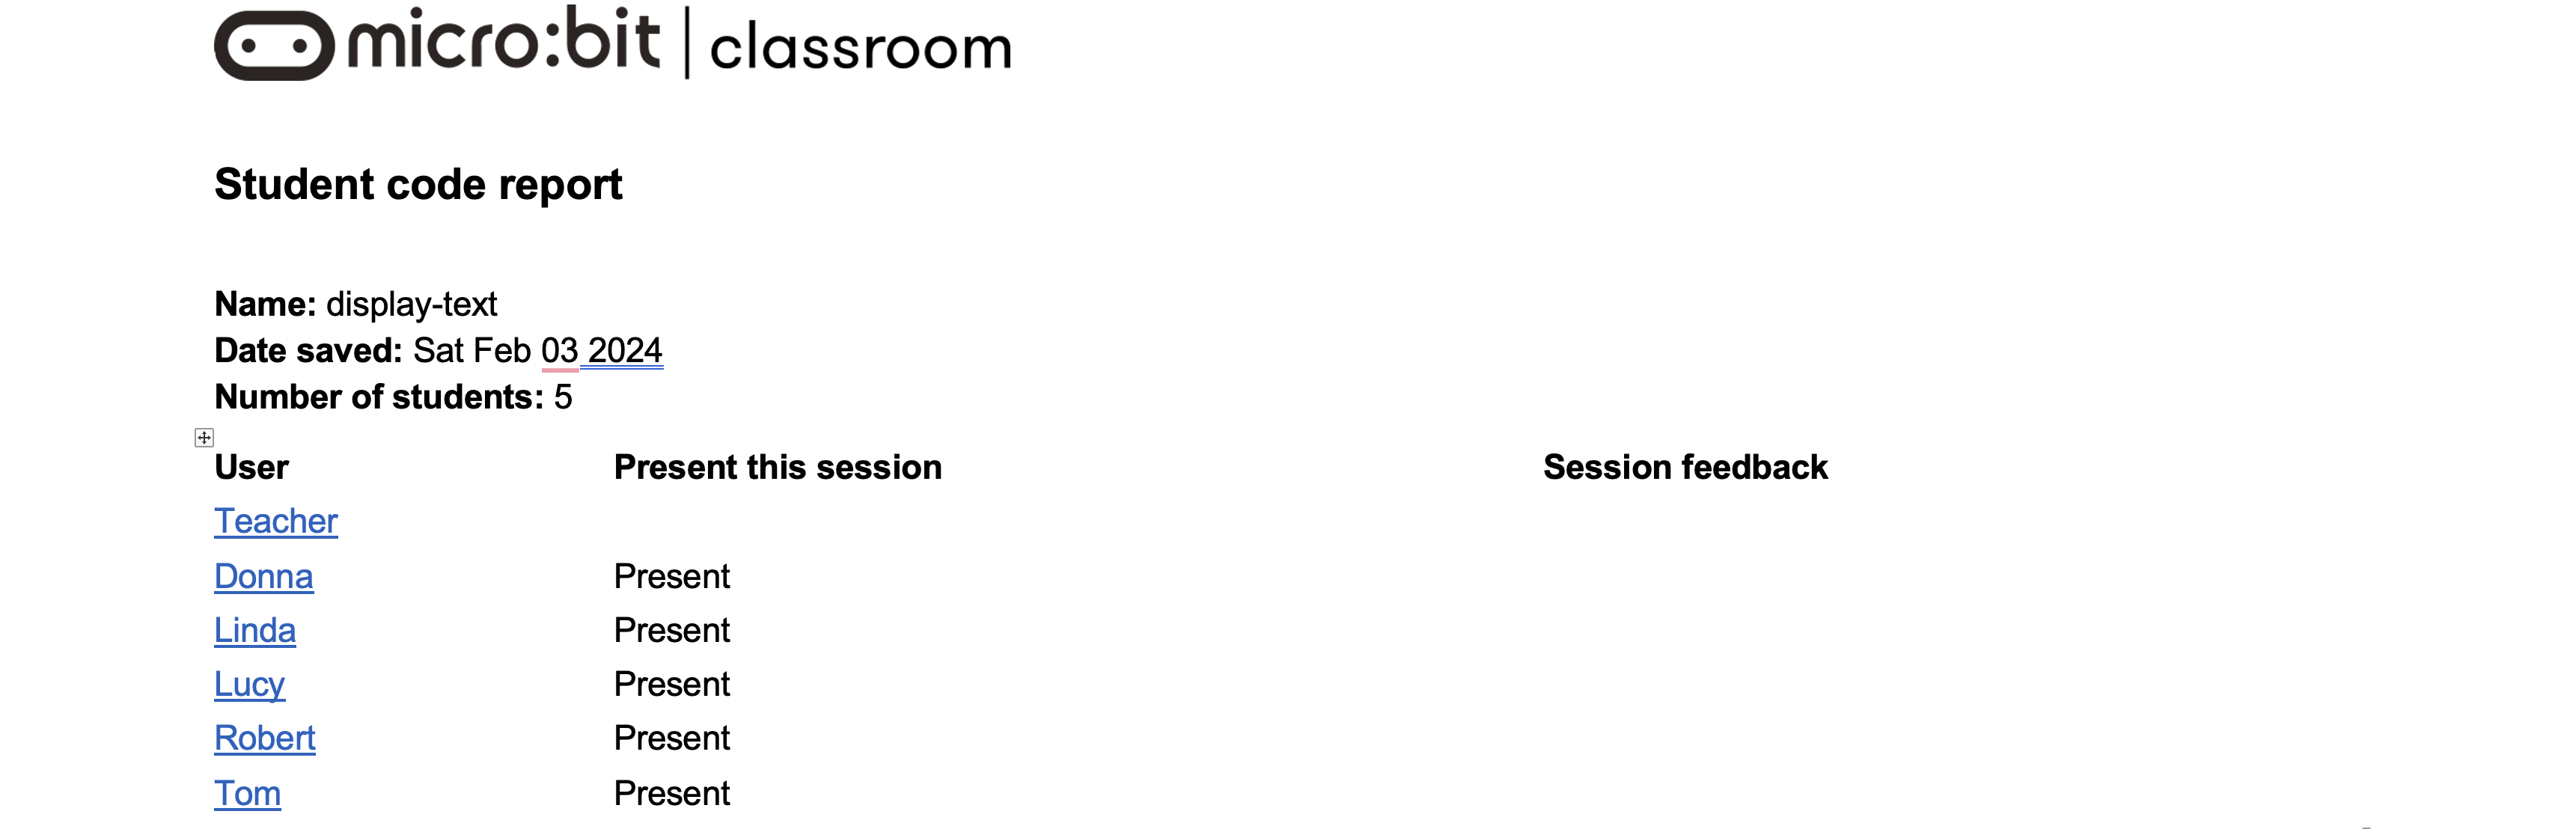 micro:bit | classroom
Student code report
Name: display-text
Date saved: Sat Feb 03 2024
Number of students: 5
User Present this session Session feedback
Teacher
Donna Present
Linda Present
Lucy Present
Robert Present
Tom Present